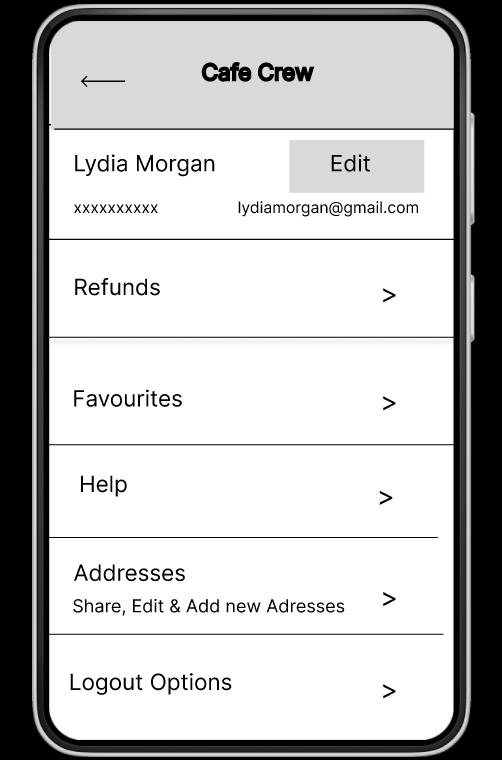 Cafe Crew
Lydia Morgan
Edit
xxxxxxxxxx
lydiamorgan@gmail.com
Refunds
>
Favourites
>
Help
>
Addresses
Share, Edit & Add new Adresses
>
Logout Options
>